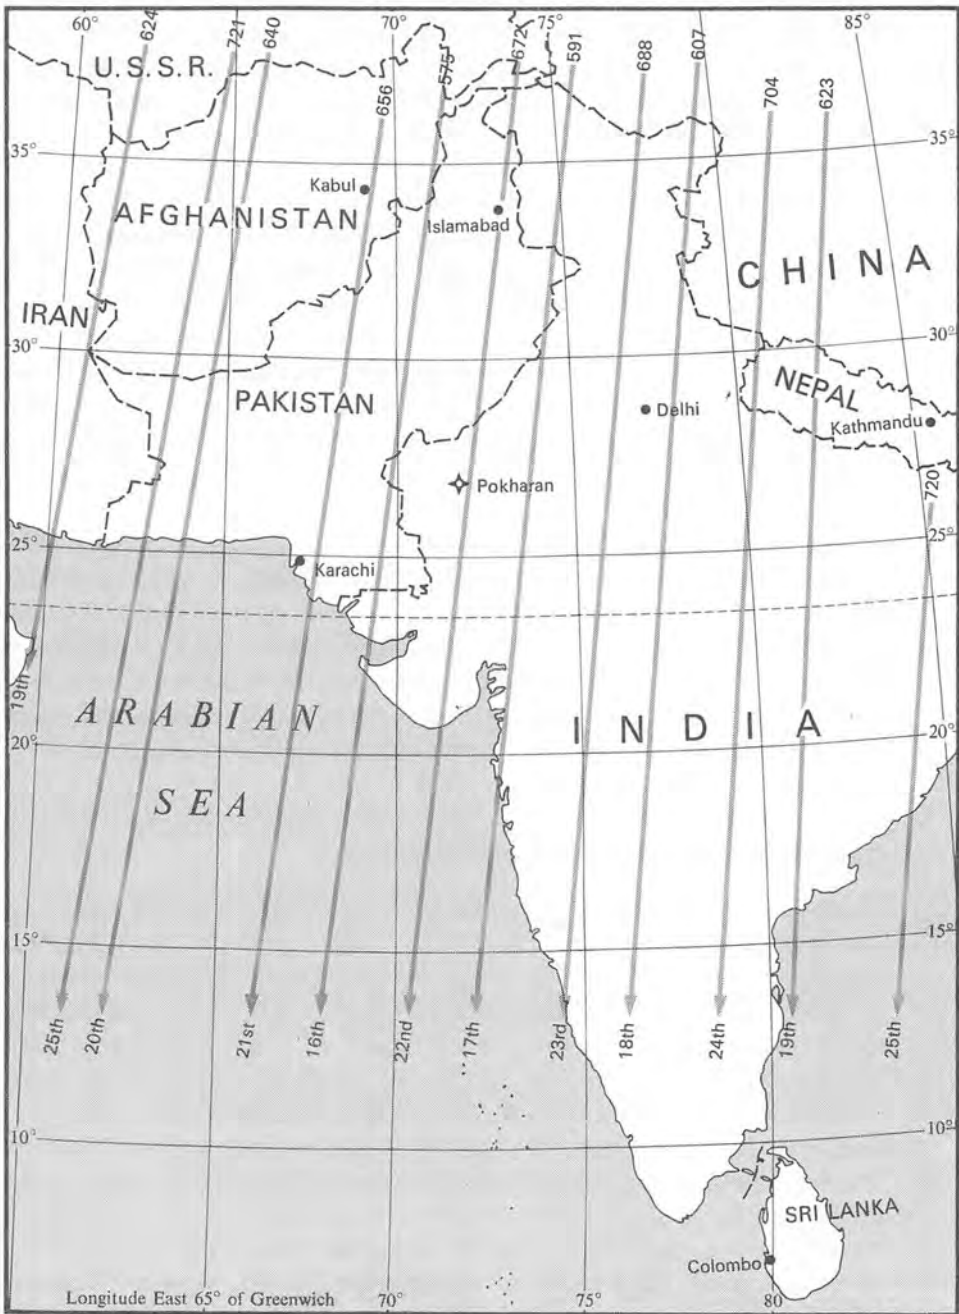 60° 70° 75° 85°
624 721 640 656 575 672 591 688 607 704 623
U.S.S.R.
35° 35°
Kabul
AFGHANISTAN
Islamabad
CHINA
IRAN
30° 30°
NEPAL
PAKISTAN
Delhi
Kathmandu
Pokharan
720
25° 25°
Karachi
19th
ARABIAN
INDIA
20° 20°
SEA
15° 15°
25th 20th 21st 16th 22nd 17th 23rd 18th 24th 19th 25th
10° 10°
SRI LANKA
Colombo
Longitude East 65° of Greenwich 70° 75° 80°